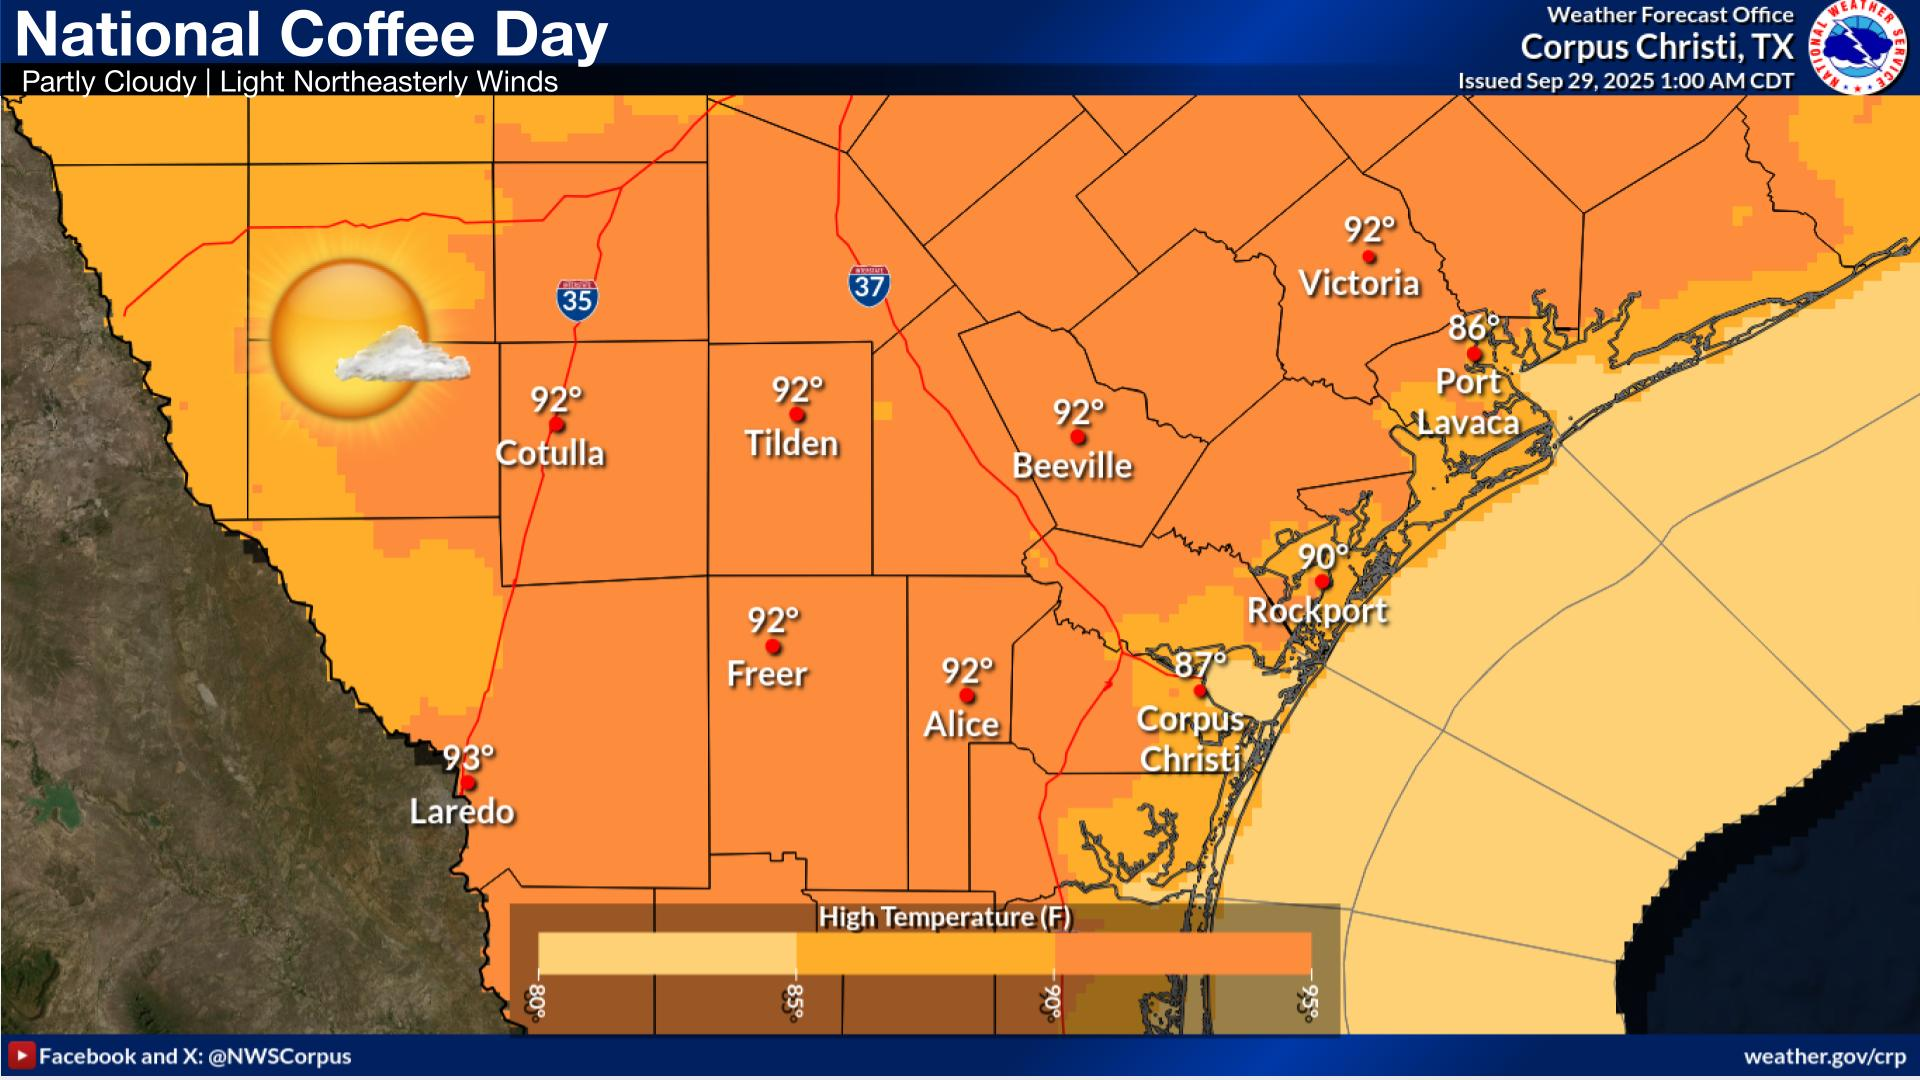 National Coffee Day
Partly Cloudy | Light Northeasterly Winds
Weather Forecast Office
Corpus Christi, TX
Issued Sep 29, 2025 1:00 AM CDT
NATIONAL WEATHER SERVICE
92°
Victoria
INTERSTATE
35
INTERSTATE
37
86°
Port
Lavaca
92°
Cotulla
92°
Tilden
92°
Beeville
90°
Rockport
92°
Freer
92°
Alice
87°
Corpus
Christi
93°
Laredo
High Temperature (F)
80°
85°
90°
95°
Facebook and X: @NWSCorpus
weather.gov/crp